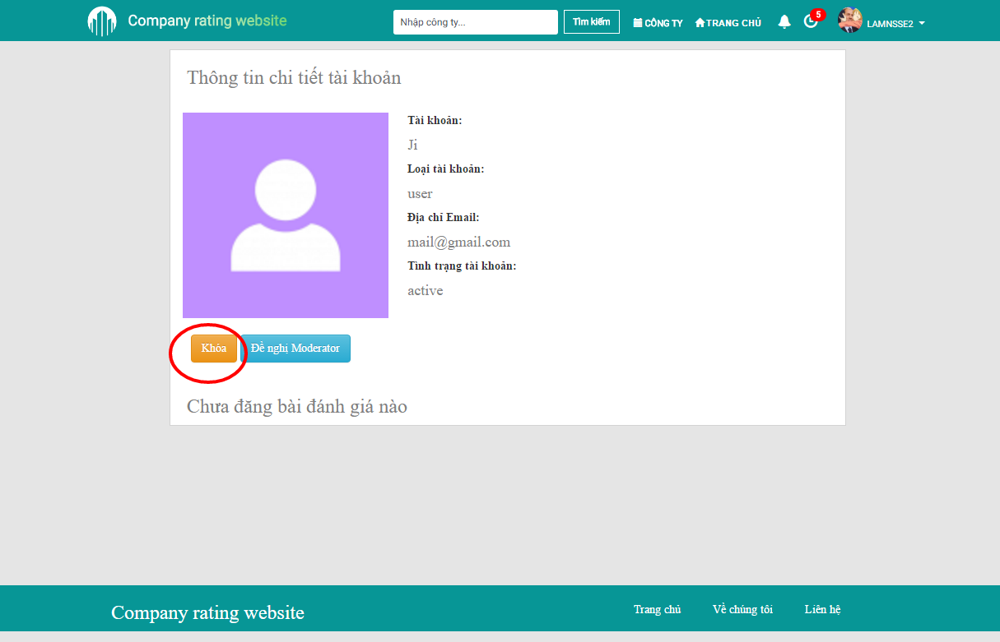 Company rating website
Nhập công ty...
Tìm kiếm
CÔNG TY
TRANG CHỦ
5
LAMNSSE2
Thông tin chi tiết tài khoản
Tài khoản:
Ji
Loại tài khoản:
user
Địa chỉ Email:
mail@gmail.com
Tình trạng tài khoản:
active
Khóa
Đề nghị Moderator
Chưa đăng bài đánh giá nào
Company rating website
Trang chủ
Về chúng tôi
Liên hệ